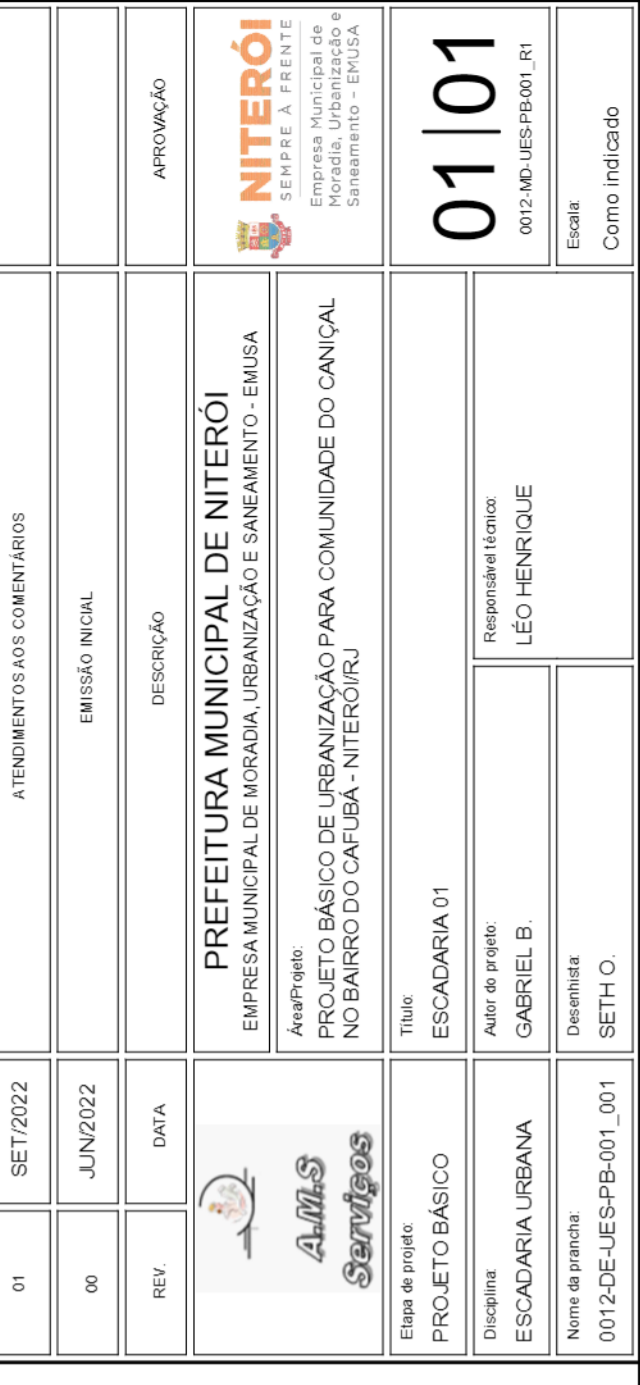 01 SET/2022 ATENDIMENTOS AOS COMENTÁRIOS
00 JUN/2022 EMISSÃO INICIAL
REV. DATA DESCRIÇÃO APROVAÇÃO
A.M.S
Serviços
PREFEITURA MUNICIPAL DE NITERÓI
EMPRESA MUNICIPAL DE MORADIA, URBANIZAÇÃO E SANEAMENTO - EMUSA
Área/Projeto:
PROJETO BÁSICO DE URBANIZAÇÃO PARA COMUNIDADE DO CANIÇAL
NO BAIRRO DO CAFUBÁ - NITERÓI/RJ
NITERÓI
SEMPRE À FRENTE
Empresa Municipal de
Moradia, Urbanização e
Saneamento - EMUSA
Etapa de projeto:
PROJETO BÁSICO
Título:
ESCADARIA 01
01|01
0012-MD-UES-PB-001_R1
Disciplina:
ESCADARIA URBANA
Autor do projeto:
GABRIEL B.
Responsável técnico:
LÉO HENRIQUE
Nome da prancha:
0012-DE-UES-PB-001_001
Desenhista:
SETH O.
Escala:
Como indicado